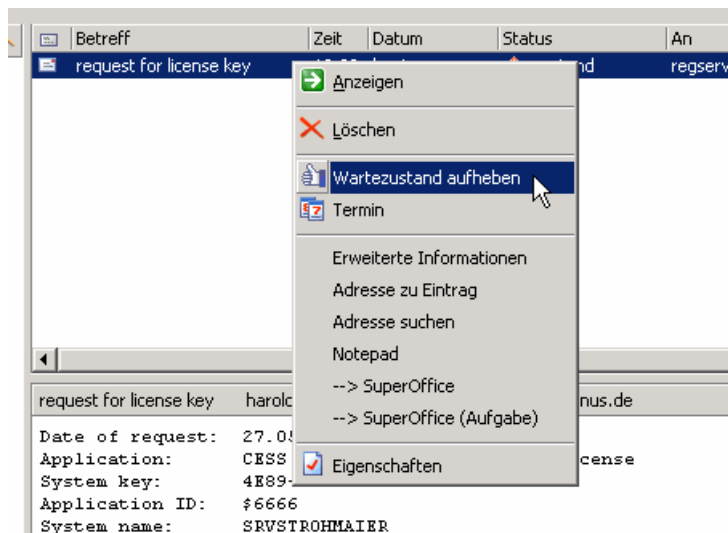 Betreff Zeit Datum Status An
request for license key regserv
Anzeigen
Löschen
Wartezustand aufheben
Termin
Erweiterte Informationen
Adresse zu Eintrag
Adresse suchen
Notepad
--> SuperOffice
--> SuperOffice (Aufgabe)
Eigenschaften
request for license key harold nus.de
Date of request: 27.05
Application: CESS cense
System key: 4E89-
Application ID: $6666
System name: SRVSTROHMAIER